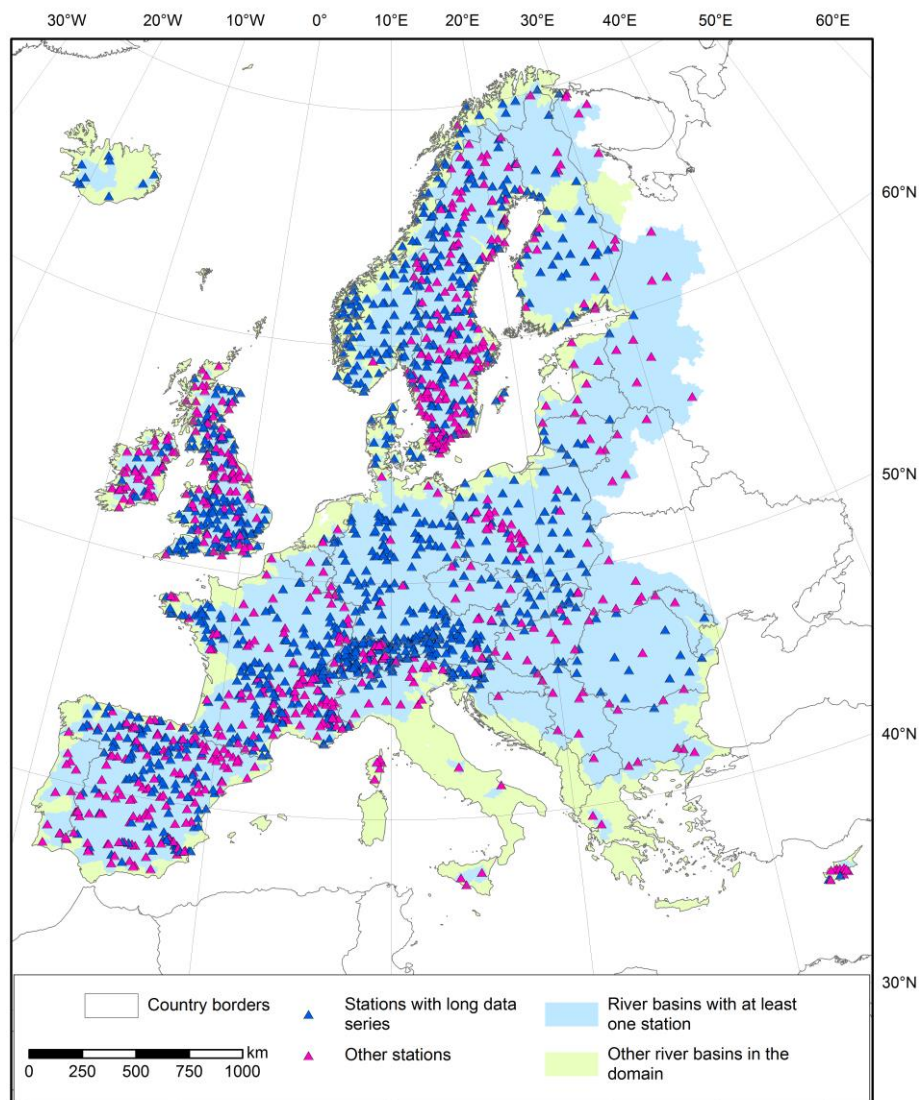 30°W 20°W 10°W 0° 10°E 20°E 30°E 40°E 50°E 60°E
60°N
50°N
40°N
30°N
Country borders
Stations with long data
series
River basins with at least
one station
Other stations
Other river basins in the
domain
km
0 250 500 750 1000